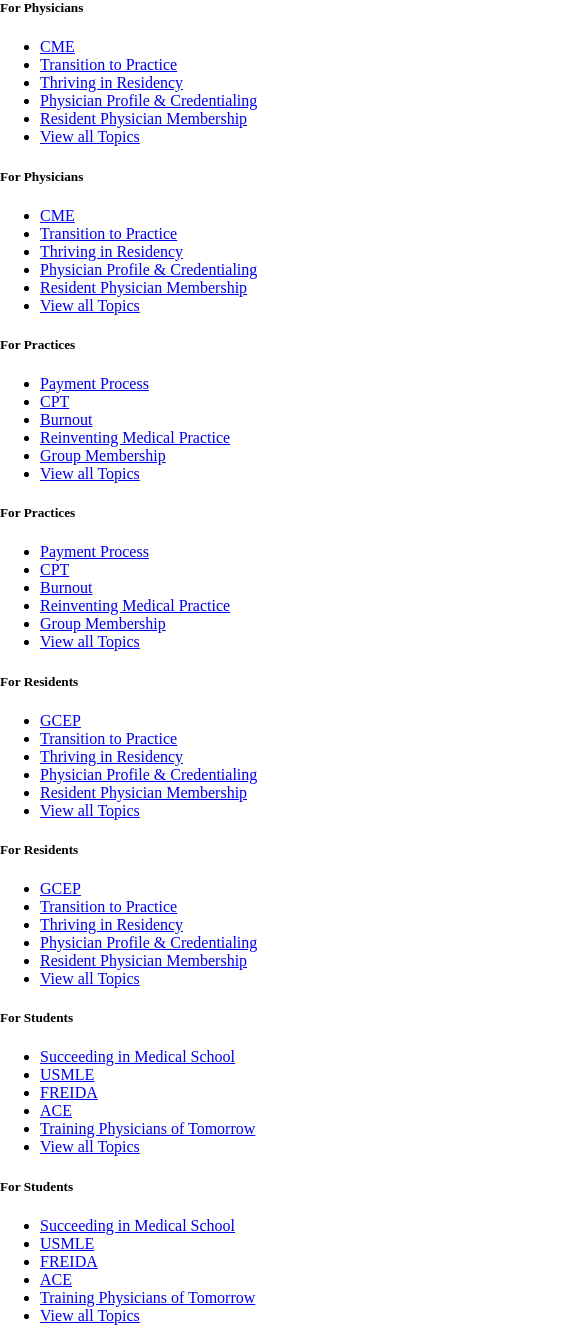 For Physicians
CME
Transition to Practice
Thriving in Residency
Physician Profile & Credentialing
Resident Physician Membership
View all Topics
For Physicians
CME
Transition to Practice
Thriving in Residency
Physician Profile & Credentialing
Resident Physician Membership
View all Topics
For Practices
Payment Process
CPT
Burnout
Reinventing Medical Practice
Group Membership
View all Topics
For Practices
Payment Process
CPT
Burnout
Reinventing Medical Practice
Group Membership
View all Topics
For Residents
GCEP
Transition to Practice
Thriving in Residency
Physician Profile & Credentialing
Resident Physician Membership
View all Topics
For Residents
GCEP
Transition to Practice
Thriving in Residency
Physician Profile & Credentialing
Resident Physician Membership
View all Topics
For Students
Succeeding in Medical School
USMLE
FREIDA
ACE
Training Physicians of Tomorrow
View all Topics
For Students
Succeeding in Medical School
USMLE
FREIDA
ACE
Training Physicians of Tomorrow
View all Topics